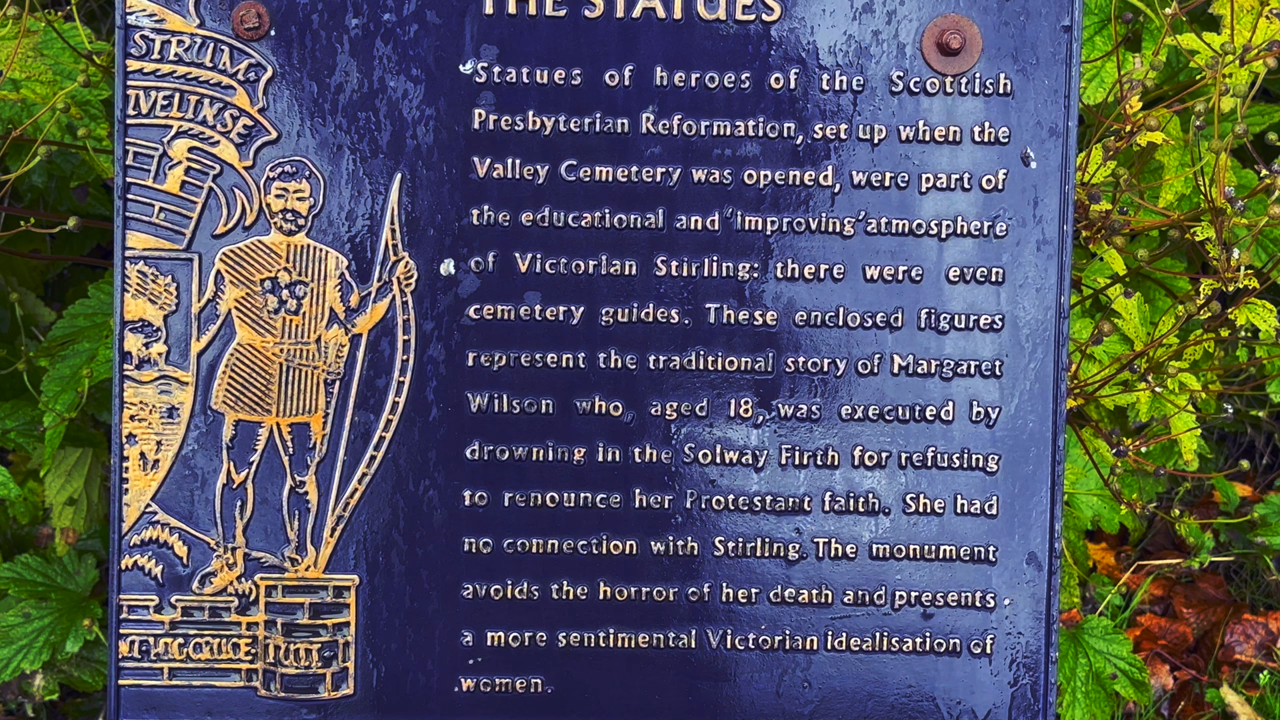 THE STATUES
STRUM
IVELINSE
Statues of heroes of the Scottish
Presbyterian Reformation, set up when the
Valley Cemetery was opened, were part of
the educational and 'improving' atmosphere
of Victorian Stirling: there were even
cemetery guides. These enclosed figures
represent the traditional story of Margaret
Wilson who, aged 18, was executed by
drowning in the Solway Firth for refusing
to renounce her Protestant faith. She had
no connection with Stirling. The monument
avoids the horror of her death and presents
a more sentimental Victorian idealisation of
women.